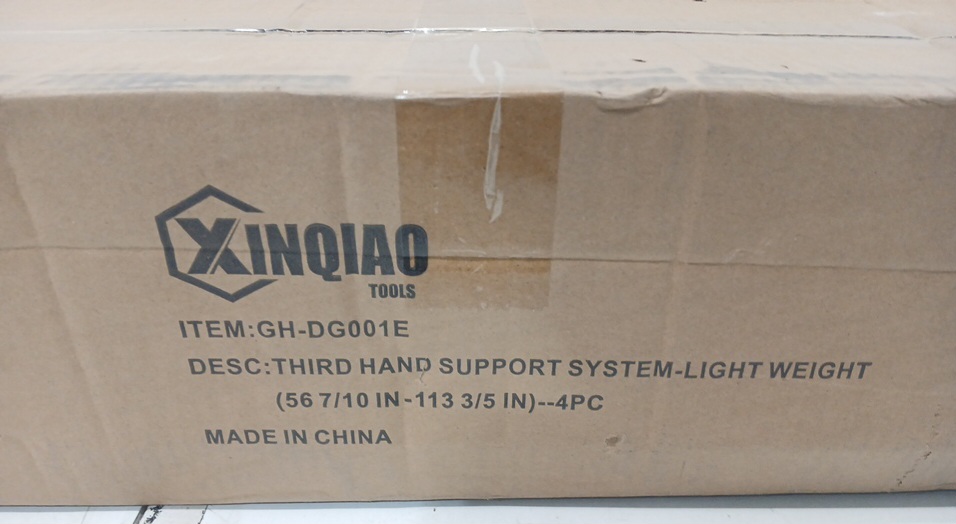 XINQIAO
TOOLS
ITEM:GH-DG001E
DESC:THIRD HAND SUPPORT SYSTEM-LIGHT WEIGHT
(56 7/10 IN-113 3/5 IN)--4PC
MADE IN CHINA